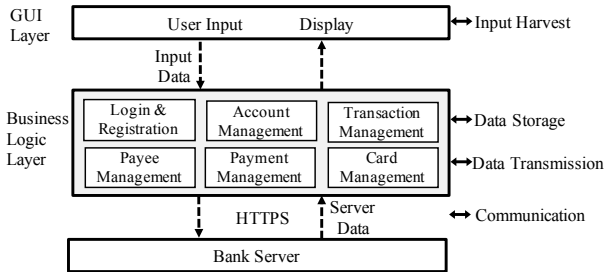 GUI
Layer
User Input
Display
Input Harvest
Input
Data
Business
Logic
Layer
Login &
Registration
Account
Management
Transaction
Management
Data Storage
Payee
Management
Payment
Management
Card
Management
Data Transmission
HTTPS
Server
Data
Communication
Bank Server